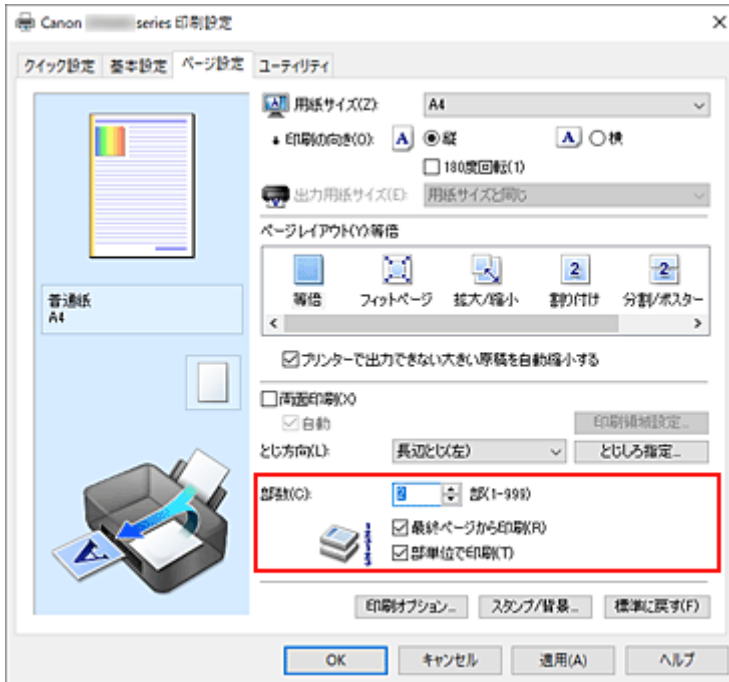 Canon series 印刷設定
クイック設定 基本設定 ページ設定 ユーティリティ
用紙サイズ(Z): A4
印刷の向き(O): A 縦 A 横
180度回転(1)
出力用紙サイズ(E): 用紙サイズと同じ
ページレイアウト(Y):等倍
等倍 フィットページ 拡大/縮小 割り付け 分割/ポスター
普通紙
A4
プリンターで出力できない大きい原稿を自動縮小する
両面印刷(X)
自動 印刷領域設定...
とじ方向(L): 長辺とじ(左) とじしろ指定...
部数(C): 2 部(1-999)
最終ページから印刷(R)
部単位で印刷(T)
印刷オプション... スタンプ/背景... 標準に戻す(F)
OK キャンセル 適用(A) ヘルプ